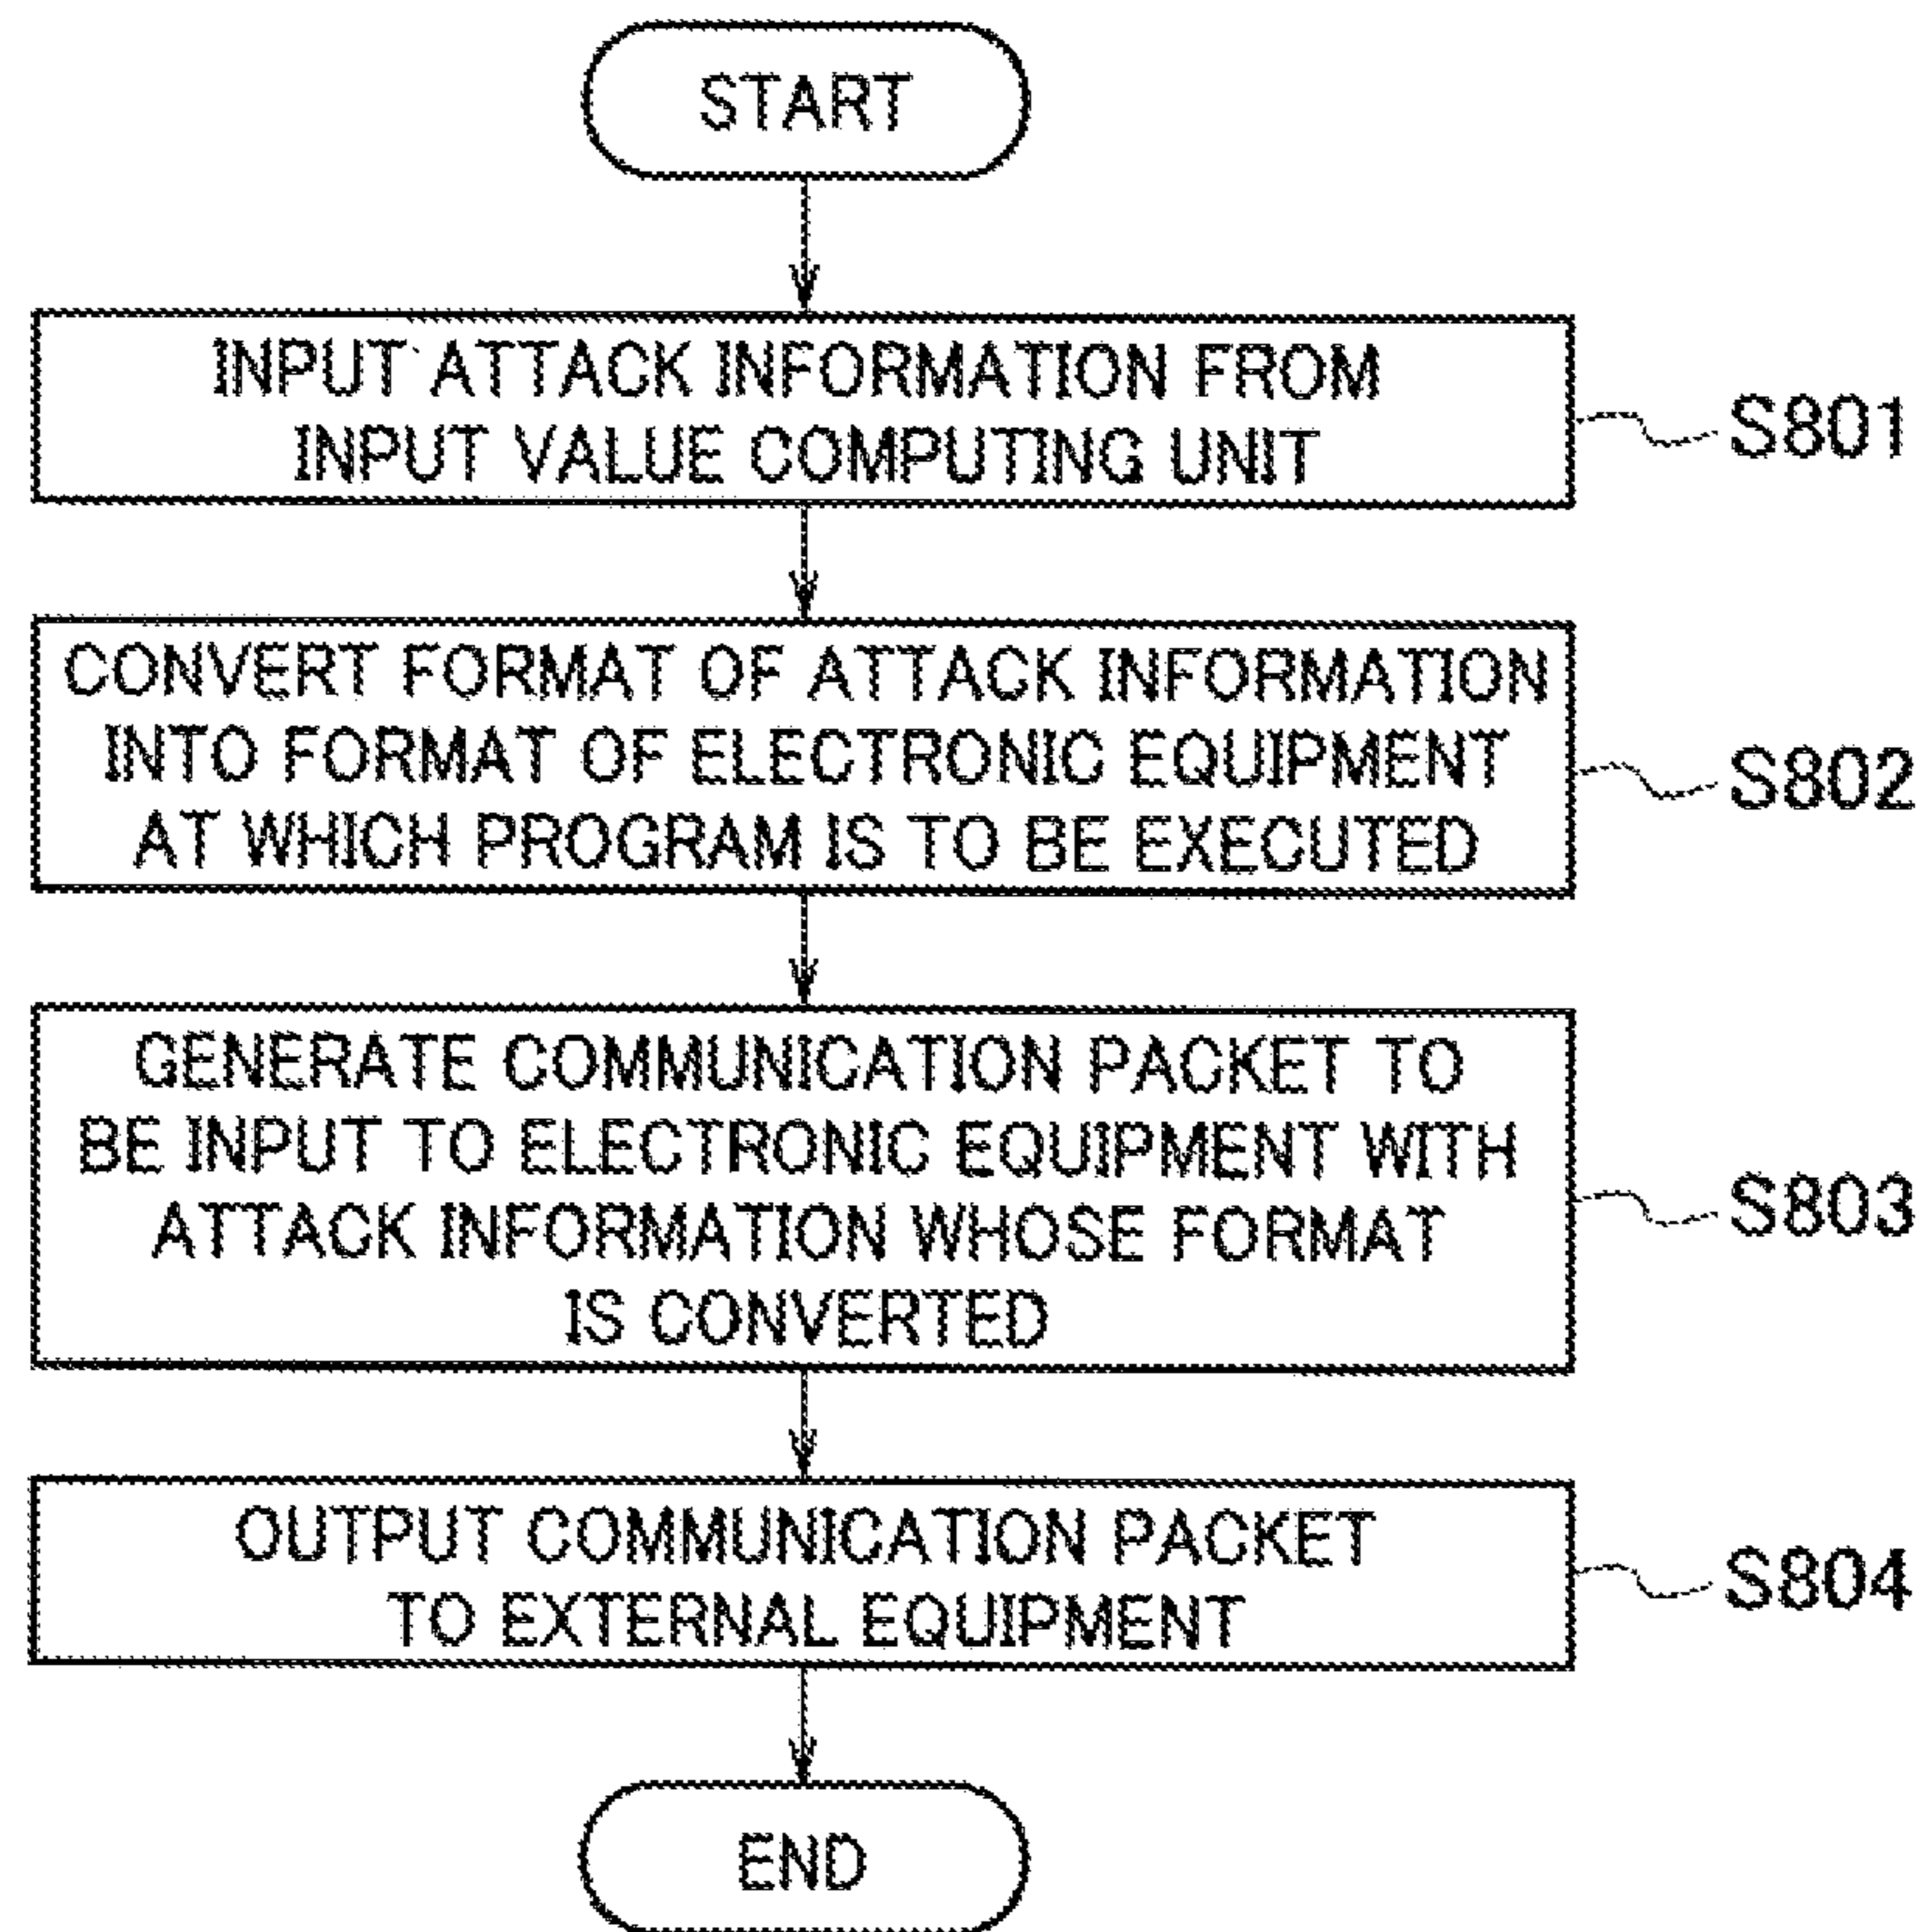 START
INPUT ATTACK INFORMATION FROM
INPUT VALUE COMPUTING UNIT
S801
CONVERT FORMAT OF ATTACK INFORMATION
INTO FORMAT OF ELECTRONIC EQUIPMENT
AT WHICH PROGRAM IS TO BE EXECUTED
S802
GENERATE COMMUNICATION PACKET TO
BE INPUT TO ELECTRONIC EQUIPMENT WITH
ATTACK INFORMATION WHOSE FORMAT
IS CONVERTED
S803
OUTPUT COMMUNICATION PACKET
TO EXTERNAL EQUIPMENT
S804
END